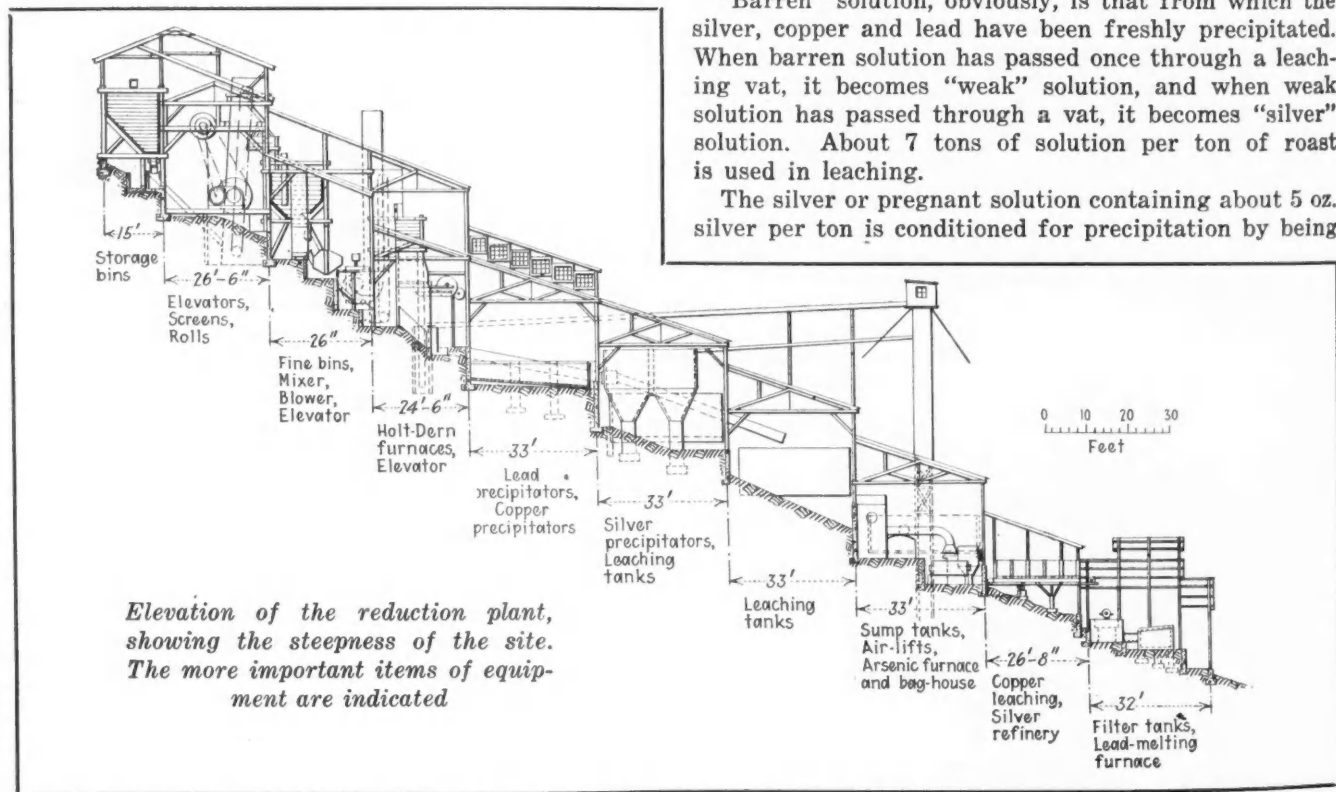 "Barren" solution, obviously, is that from which the
silver, copper and lead have been freshly precipitated.
When barren solution has passed once through a leach-
ing vat, it becomes "weak" solution, and when weak
solution has passed through a vat, it becomes "silver"
solution. About 7 tons of solution per ton of roast
is used in leaching.
The silver or pregnant solution containing about 5 oz.
silver per ton is conditioned for precipitation by being
15'
Storage
bins
26'-6"
Elevators,
Screens,
Rolls
26"
Fine bins,
Mixer,
Blower,
Elevator
24'-6"
Holt-Dern
furnaces,
Elevator
33'
Lead
precipitators,
Copper
precipitators
33'
Silver
precipitators,
Leaching
tanks
33'
Leaching
tanks
33'
Sump tanks,
Air-lifts,
Arsenic furnace
and bag-house
26'-8"
Copper
leaching,
Silver
refinery
32'
Filter tanks,
Lead-melting
furnace
0 10 20 30
Feet
Elevation of the reduction plant,
showing the steepness of the site.
The more important items of equip-
ment are indicated